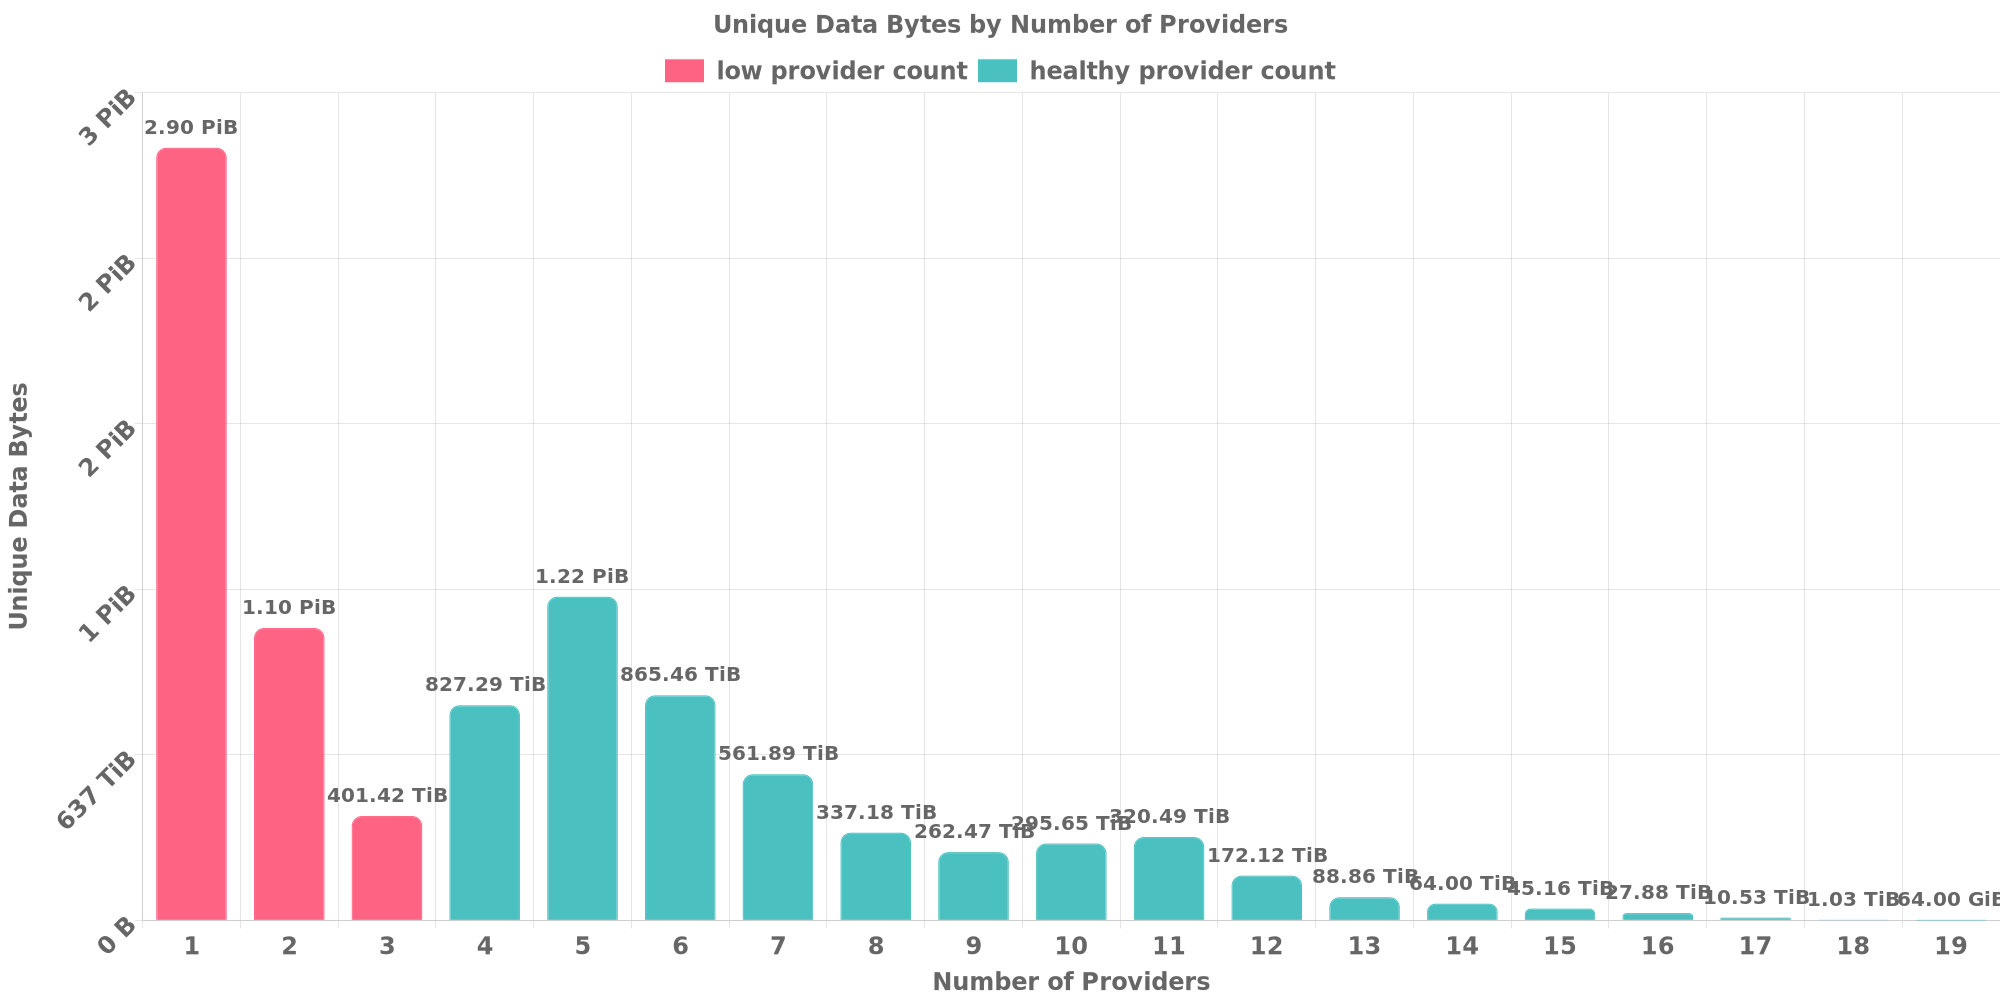 Unique Data Bytes by Number of Providers
low provider count healthy provider count
3 PiB
2 PiB
2 PiB
1 PiB
637 TiB
0 B
Unique Data Bytes
2.90 PiB
1.10 PiB
401.42 TiB
827.29 TiB
1.22 PiB
865.46 TiB
561.89 TiB
337.18 TiB
262.47 TiB
295.65 TiB
320.49 TiB
172.12 TiB
88.86 TiB
64.00 TiB
45.16 TiB
27.88 TiB
10.53 TiB
1.03 TiB
64.00 GiB
1 2 3 4 5 6 7 8 9 10 11 12 13 14 15 16 17 18 19
Number of Providers